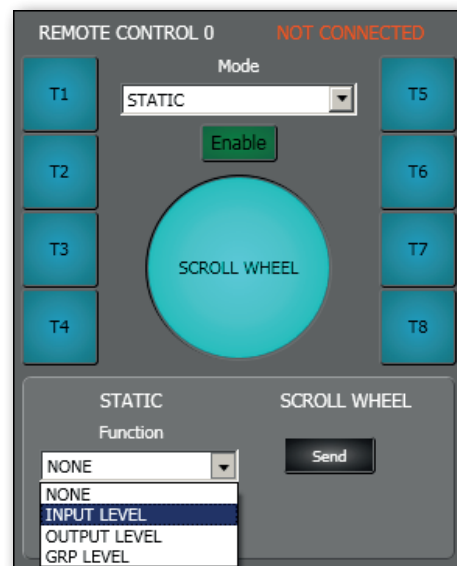 REMOTE CONTROL 0 NOT CONNECTED
Mode
T1 STATIC T5
Enable
T2 T6
T3 SCROLL WHEEL T7
T4 T8
STATIC SCROLL WHEEL
Function
NONE Send
NONE
INPUT LEVEL
OUTPUT LEVEL
GRP LEVEL